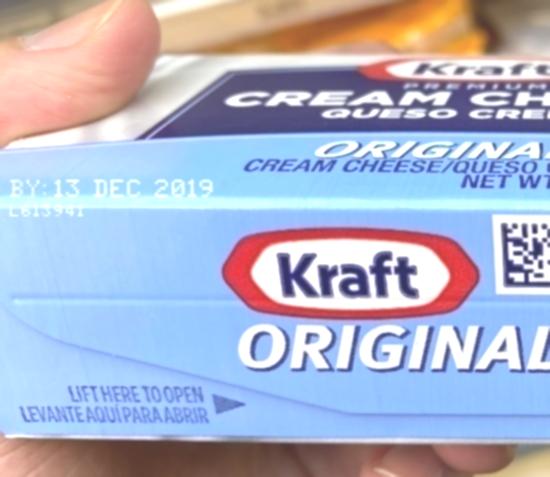 Kraft
PREMIUM
CREAM CH
QUESO CRE
ORIGINA
CREAM CHEESE/QUESO
NET WT
BY:13 DEC 2019
L613941
Kraft
ORIGINAL
LIFT HERE TO OPEN
LEVANTE AQUÍ PARA ABRIR